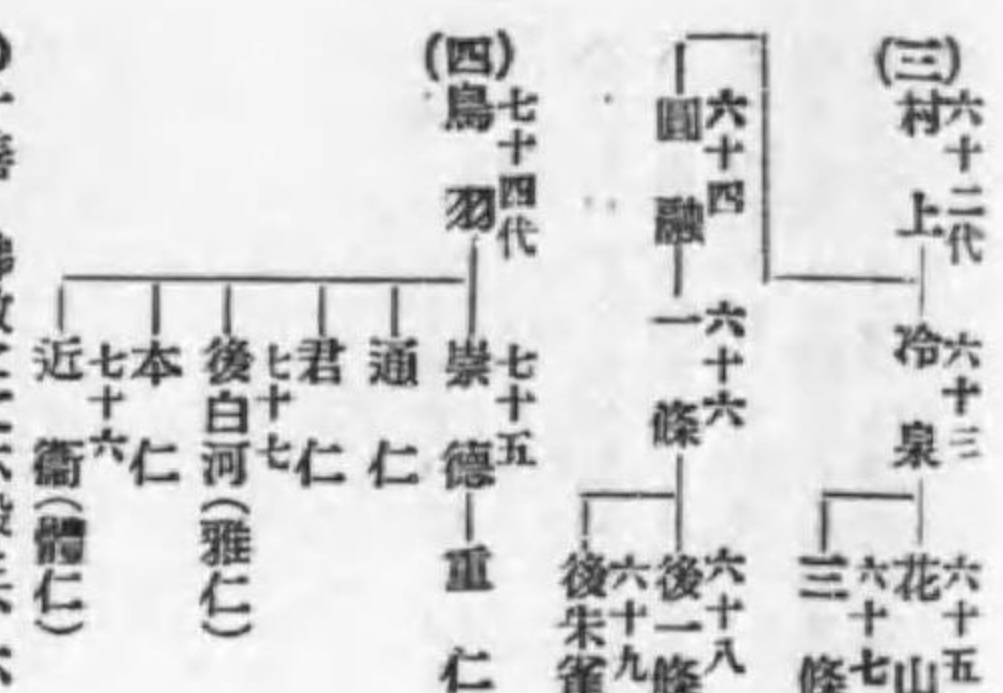 (三)
六十二代
村上
六十三
冷泉
六十五
花山
六十七
三條
六十四
圓融
六十六
一條
六十八
後一條
六十九
後朱雀
(四)
七十四代
鳥羽
七十五
崇德
重仁
通仁
君仁
七十七
後白河(雅仁)
本仁
七十六
近衞(體仁)